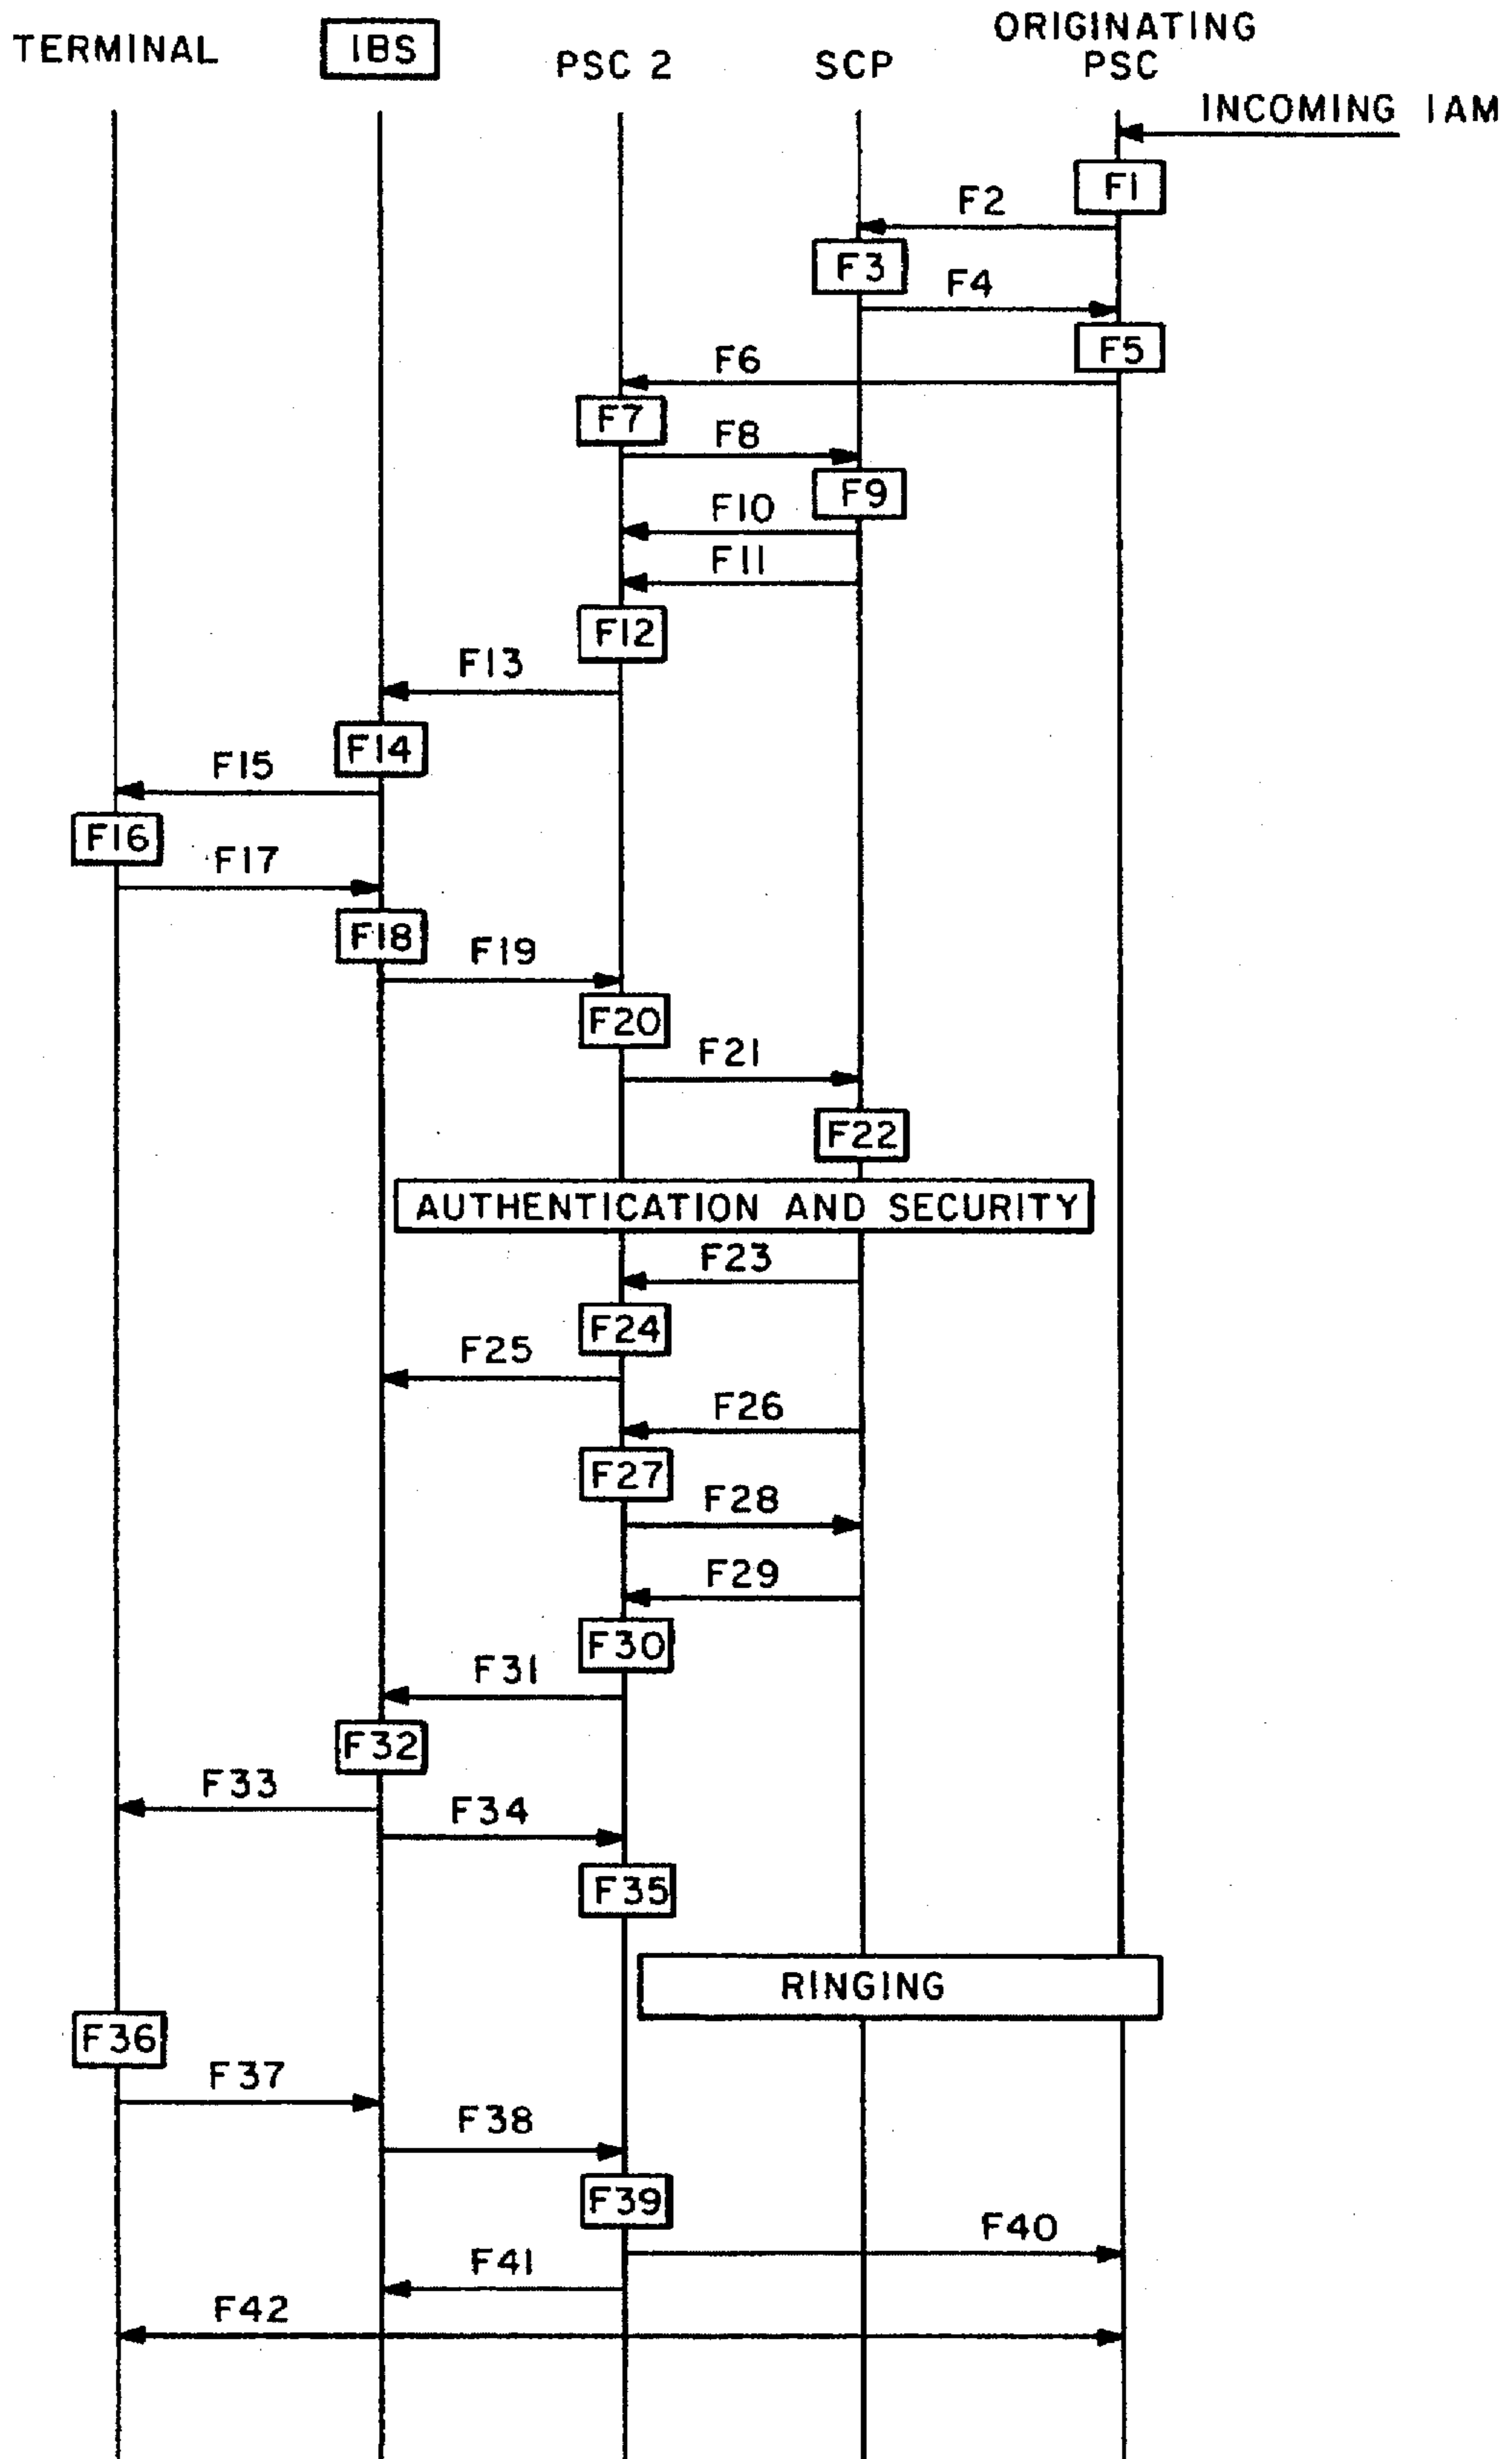 TERMINAL
IBS
PSC 2
SCP
ORIGINATING
PSC
INCOMING IAM
F1
F2
F3
F4
F5
F6
F7
F8
F9
F10
F11
F12
F13
F14
F15
F16
F17
F18
F19
F20
F21
F22
AUTHENTICATION AND SECURITY
F23
F24
F25
F26
F27
F28
F29
F30
F31
F32
F33
F34
F35
RINGING
F36
F37
F38
F39
F40
F41
F42